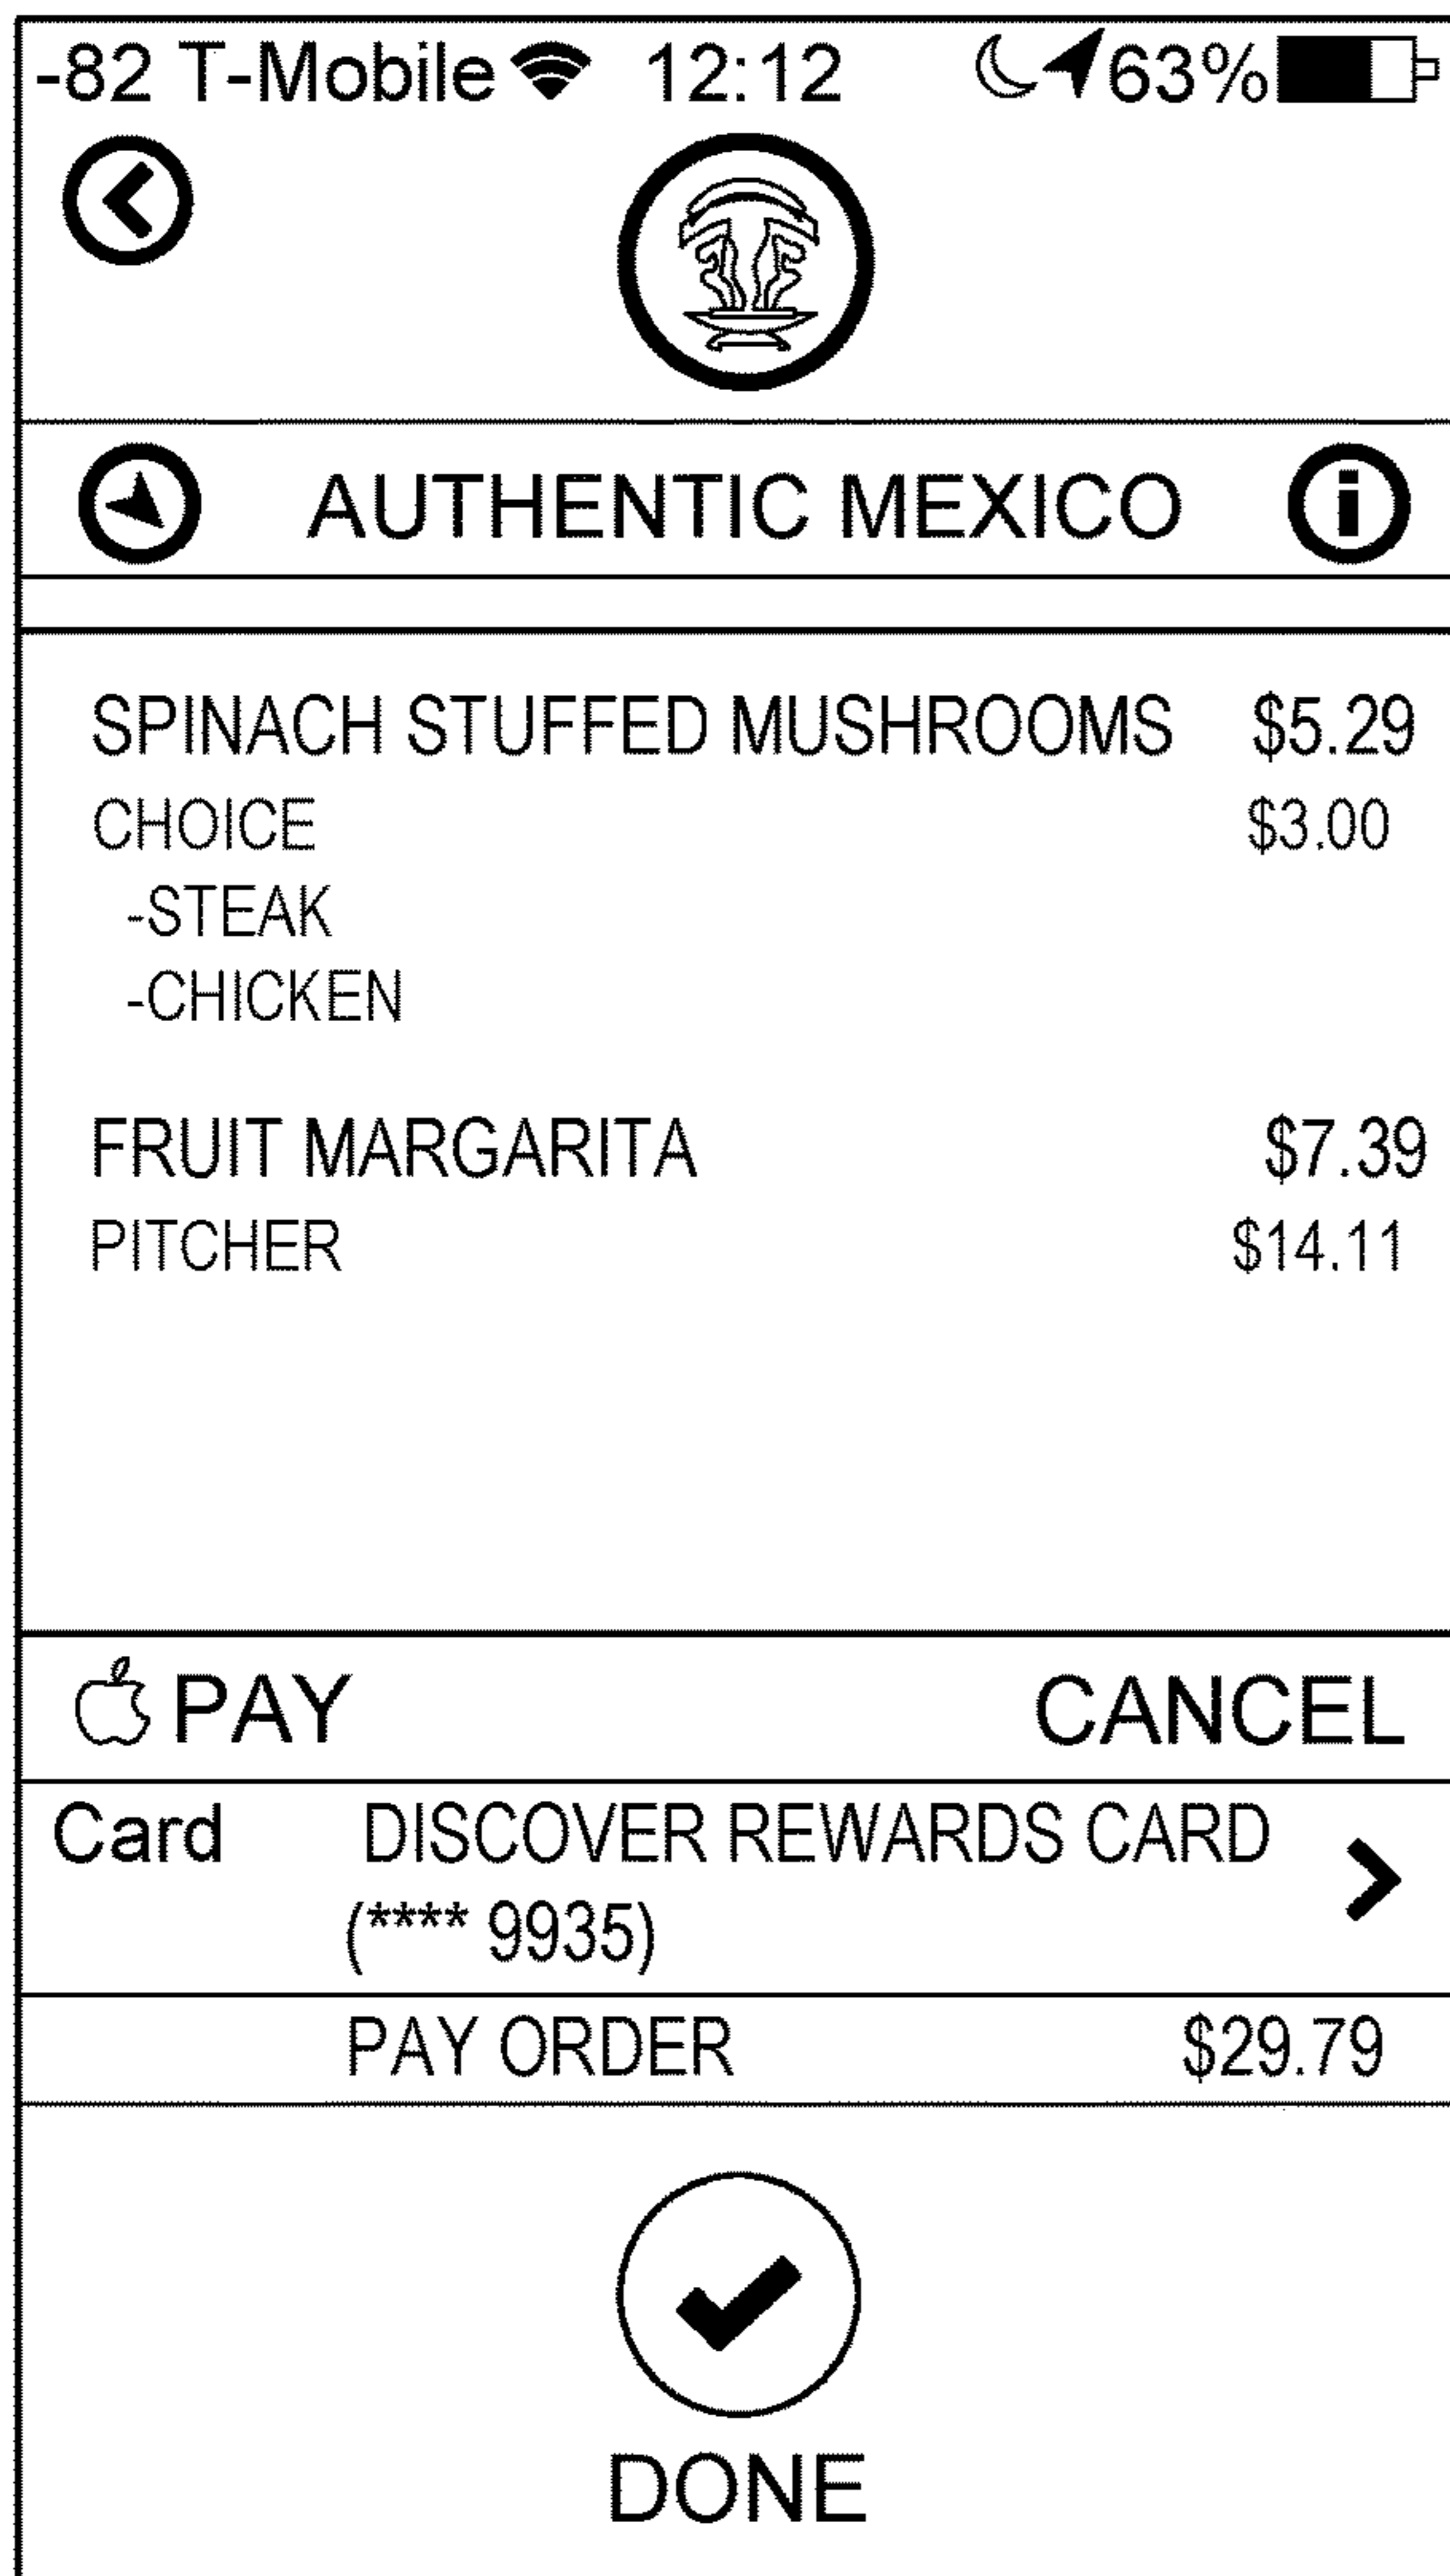 -82 T-Mobile 12:12 63%
AUTHENTIC MEXICO i
SPINACH STUFFED MUSHROOMS $5.29
CHOICE $3.00
-STEAK
-CHICKEN
FRUIT MARGARITA $7.39
PITCHER $14.11
PAY CANCEL
Card DISCOVER REWARDS CARD
(**** 9935)
PAY ORDER $29.79
DONE